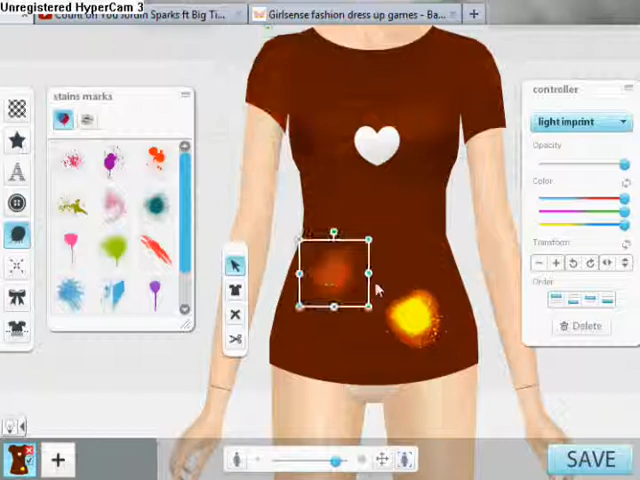 Unregistered HyperCam 3
Count on You Jordin Sparks ft Big Ti...
Girlsense fashion dress up games - Ba...
stains marks
controller
light imprint
Opacity
Color
Transform
Order
Delete
SAVE